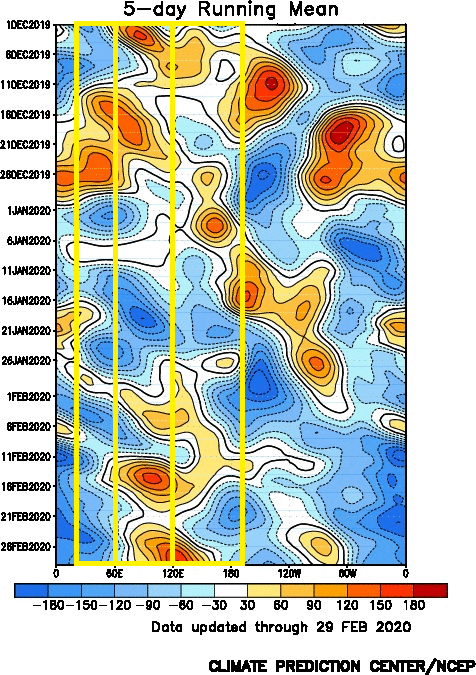 5-day Running Mean
1DEC2019
6DEC2019
11DEC2019
16DEC2019
21DEC2019
26DEC2019
1JAN2020
6JAN2020
11JAN2020
16JAN2020
21JAN2020
26JAN2020
1FEB2020
6FEB2020
11FEB2020
16FEB2020
21FEB2020
26FEB2020
0 60E 120E 180 120W 60W 0
-180 -150 -120 -90 -60 -30 30 60 90 120 150 180
Data updated through 29 FEB 2020
CLIMATE PREDICTION CENTER/NCEP